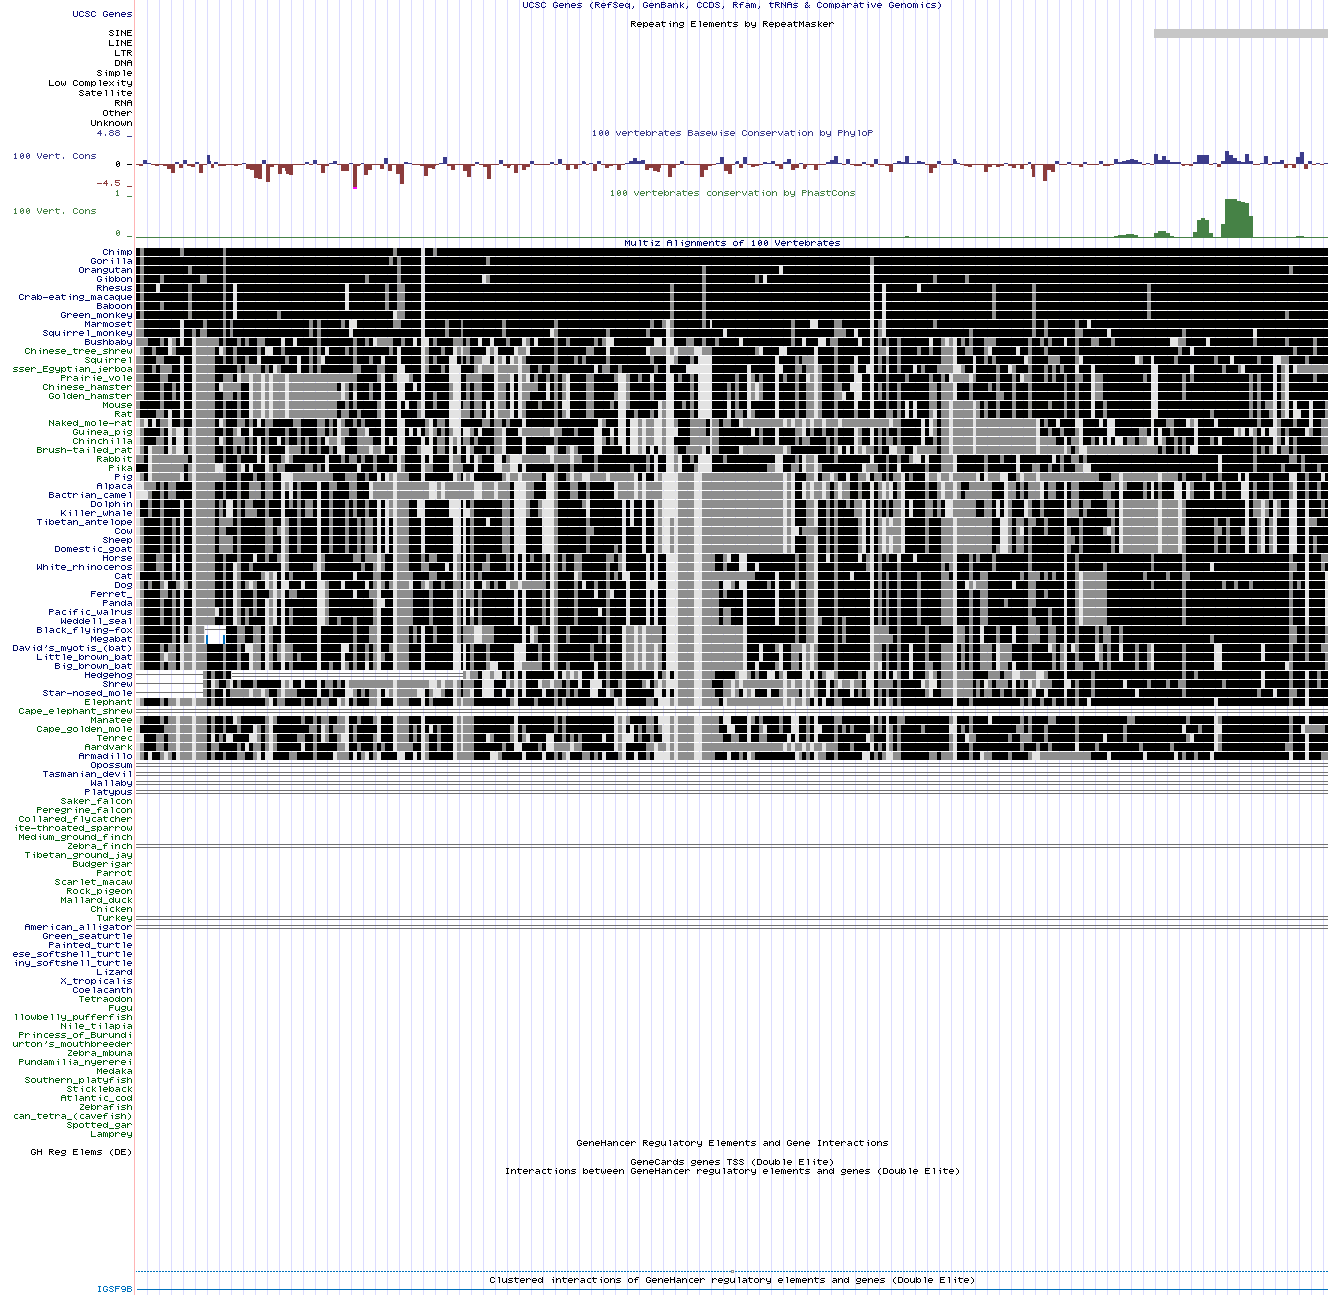 UCSC Genes (RefSeq, GenBank, CCDS, Rfam, tRNAs & Comparative Genomics)
UCSC Genes
Repeating Elements by RepeatMasker
SINE
LINE
LTR
DNA
Simple
Low Complexity
Satellite
RNA
Other
Unknown
4.88 _
100 vertebrates Basewise Conservation by PhyloP
100 Vert. Cons
0 -
-4.5 _
100 vertebrates conservation by PhastCons
1 _
100 Vert. Cons
0 _
Multiz Alignments of 100 Vertebrates
Chimp
Gorilla
Orangutan
Gibbon
Rhesus
Crab-eating_macaque
Baboon
Green_monkey
Marmoset
Squirrel_monkey
Bushbaby
Chinese_tree_shrew
Squirrel
sser_Egyptian_jerboa
Prairie_vole
Chinese_hamster
Golden_hamster
Mouse
Rat
Naked_mole-rat
Guinea_pig
Chinchilla
Brush-tailed_rat
Rabbit
Pika
Pig
Alpaca
Bactrian_camel
Dolphin
Killer_whale
Tibetan_antelope
Cow
Sheep
Domestic_goat
Horse
White_rhinoceros
Cat
Dog
Ferret_
Panda
Pacific_walrus
Weddell_seal
Black_flying-fox
Megabat
David's_myotis_(bat)
Little_brown_bat
Big_brown_bat
Hedgehog
Shrew
Star-nosed_mole
Elephant
Cape_elephant_shrew
Manatee
Cape_golden_mole
Tenrec
Aardvark
Armadillo
Opossum
Tasmanian_devil
Wallaby
Platypus
Saker_falcon
Peregrine_falcon
Collared_flycatcher
ite-throated_sparrow
Medium_ground_finch
Zebra_finch
Tibetan_ground_jay
Budgerigar
Parrot
Scarlet_macaw
Rock_pigeon
Mallard_duck
Chicken
Turkey
American_alligator
Green_seaturtle
Painted_turtle
ese_softshell_turtle
iny_softshell_turtle
Lizard
X_tropicalis
Coelacanth
Tetraodon
Fugu
llowbelly_pufferfish
Nile_tilapia
Princess_of_Burundi
urton's_mouthbreeder
Zebra_mbuna
Pundamilia_nyererei
Medaka
Southern_platyfish
Stickleback
Atlantic_cod
Zebrafish
can_tetra_(cavefish)
Spotted_gar
Lamprey
GeneHancer Regulatory Elements and Gene Interactions
GH Reg Elems (DE)
GeneCards genes TSS (Double Elite)
Interactions between GeneHancer regulatory elements and genes (Double Elite)
Clustered interactions of GeneHancer regulatory elements and genes (Double Elite)
IGSF9B